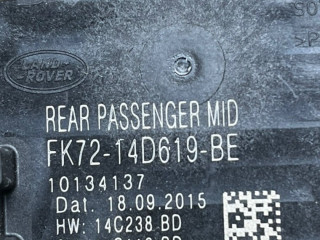 LAND-
ROVER
REAR PASSENGER MID
FK72-14D619-BE
10134137
Dat. 18.09.2015
HW: 14C238 BD